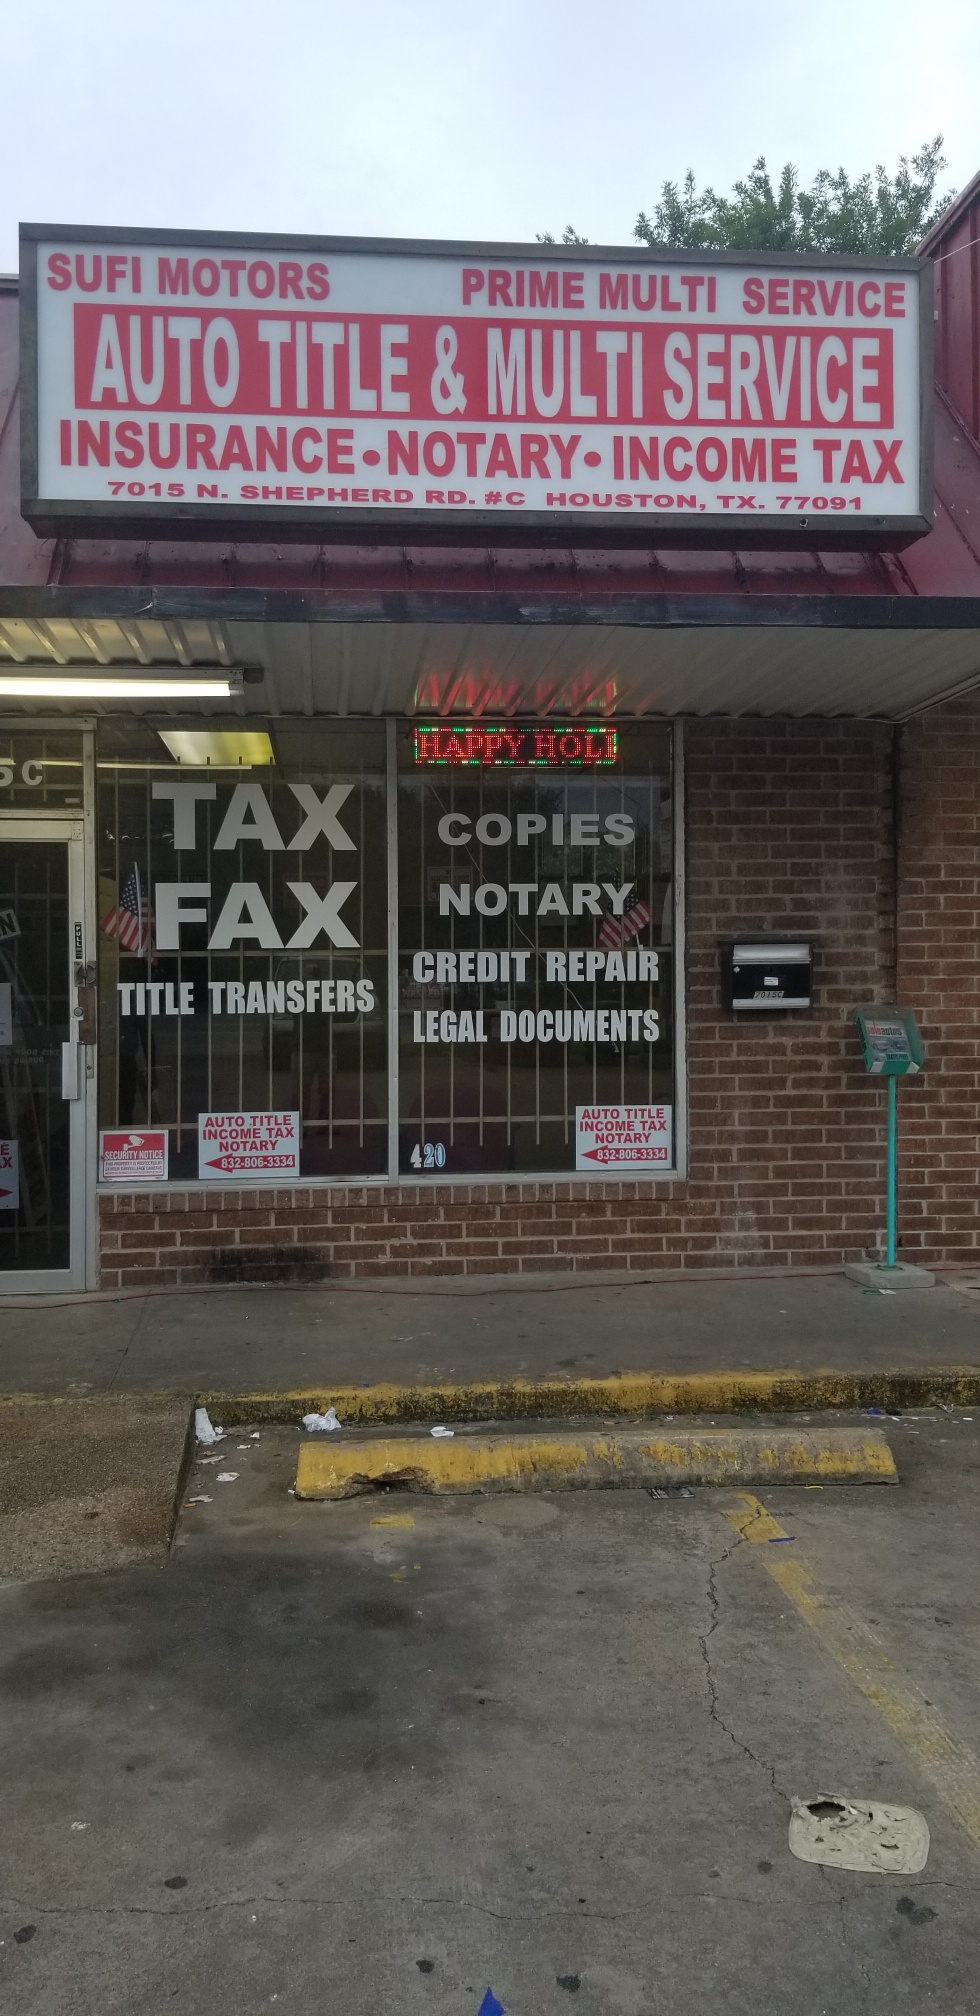 SUFI MOTORS PRIME MULTI SERVICE
AUTO TITLE & MULTI SERVICE
INSURANCE • NOTARY • INCOME TAX
7015 N. SHEPHERD RD. #C HOUSTON, TX. 77091
HAPPY HOLI
5 C
TAX
FAX
TITLE TRANSFERS
COPIES
NOTARY
CREDIT REPAIR
LEGAL DOCUMENTS
SECURITY NOTICE
AUTO TITLE
INCOME TAX
NOTARY
832-806-3334
420
AUTO TITLE
INCOME TAX
NOTARY
832-806-3334
7015C